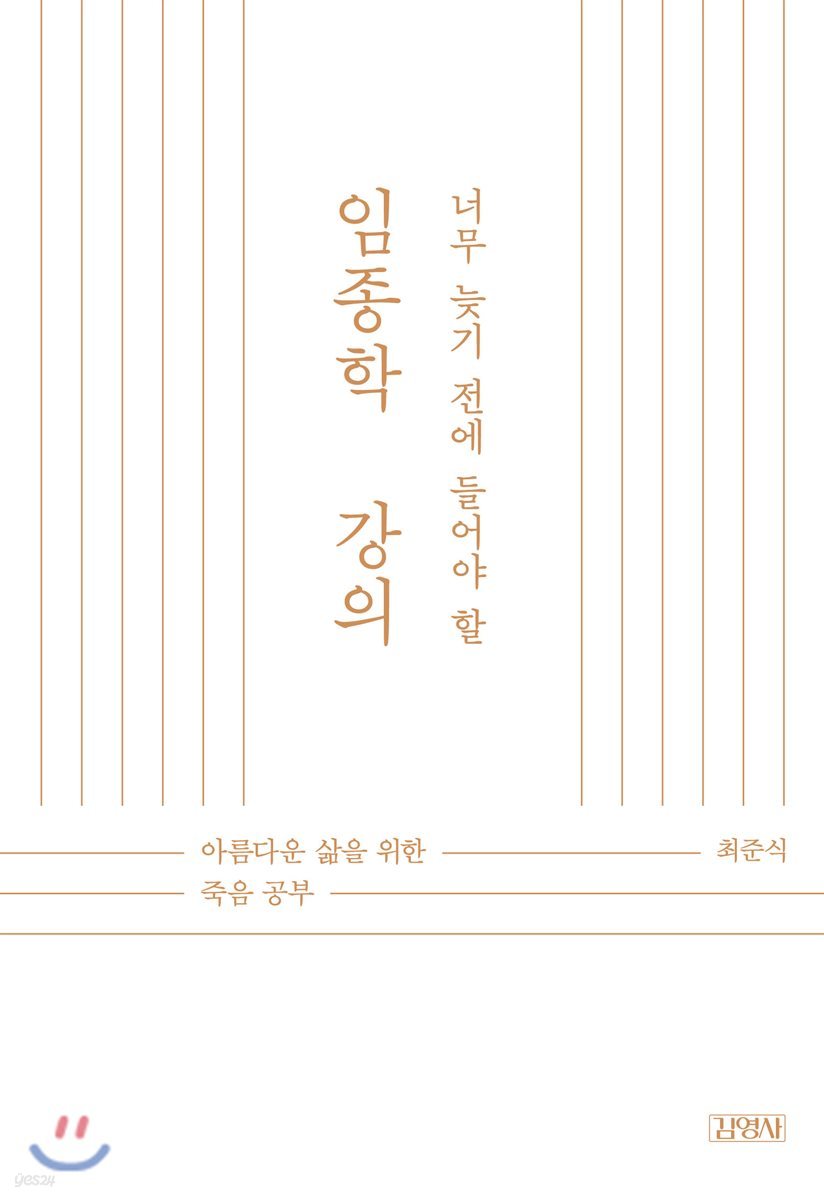 너무 늦기 전에 들어야 할
임종학 강의
아름다운 삶을 위한
죽음 공부
최준식
김영사
yes24